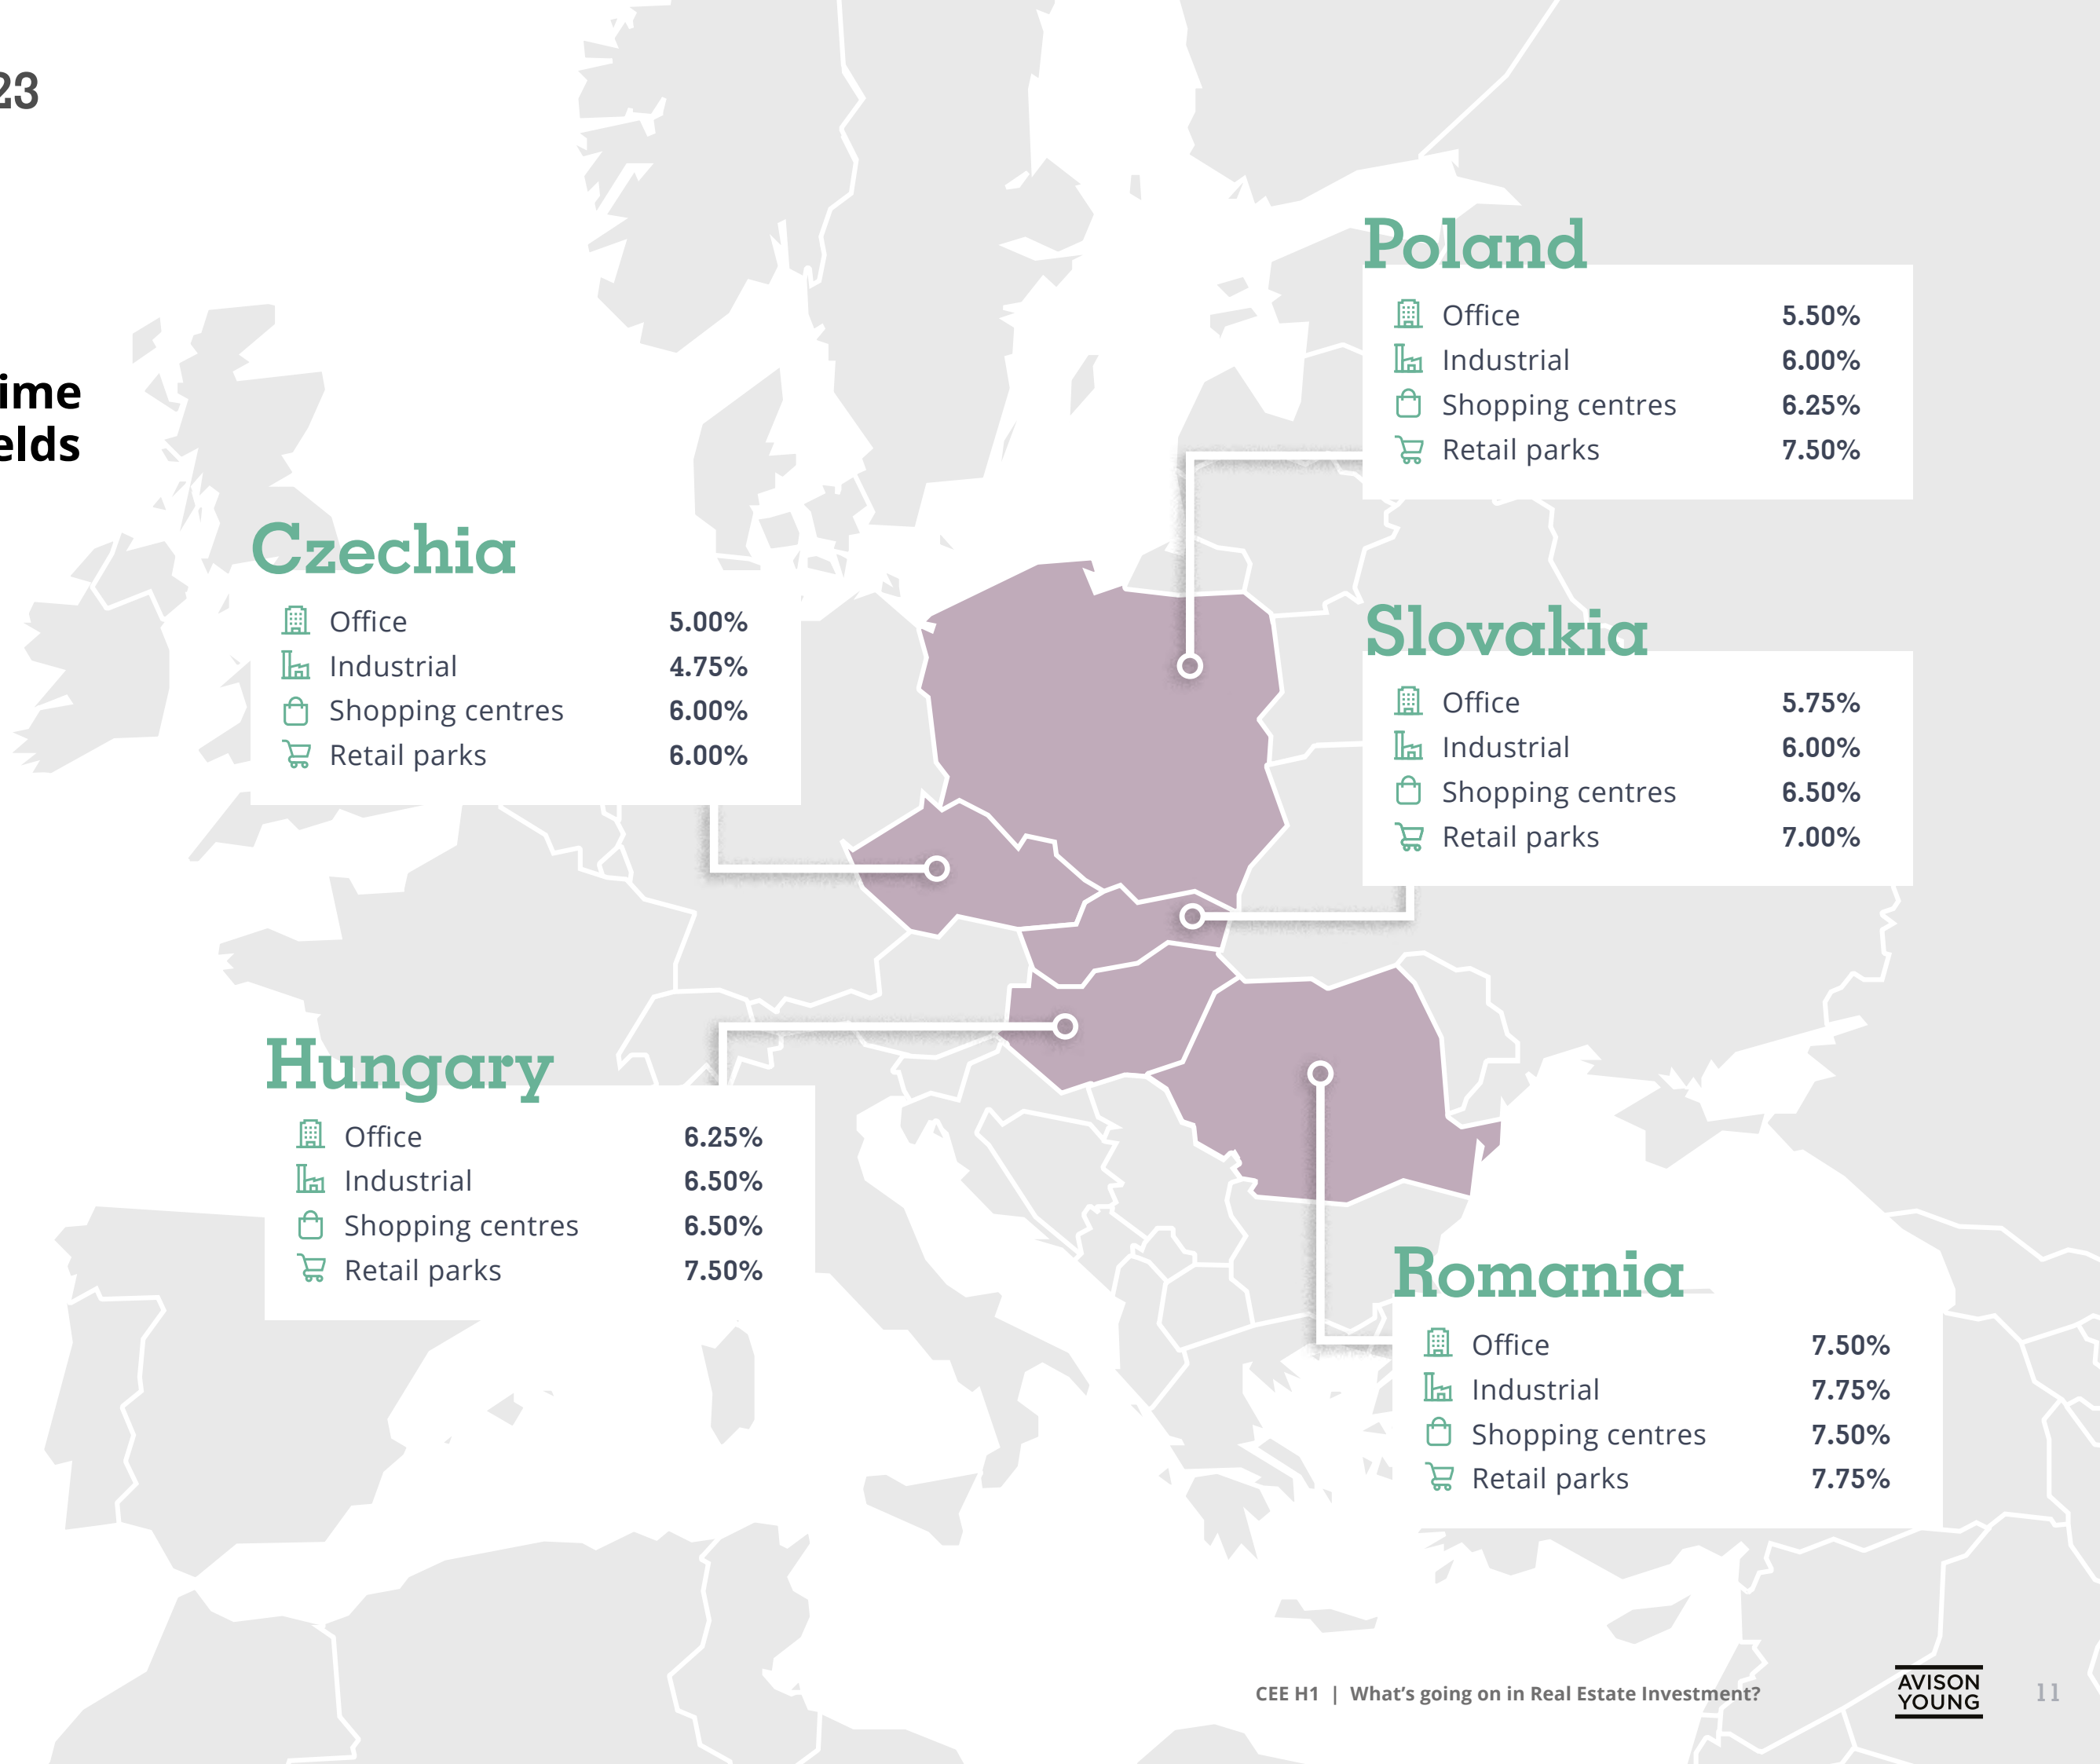 23
ime
elds
Czechia
Office 5.00%
Industrial 4.75%
Shopping centres 6.00%
Retail parks 6.00%
Hungary
Office 6.25%
Industrial 6.50%
Shopping centres 6.50%
Retail parks 7.50%
Poland
Office 5.50%
Industrial 6.00%
Shopping centres 6.25%
Retail parks 7.50%
Slovakia
Office 5.75%
Industrial 6.00%
Shopping centres 6.50%
Retail parks 7.00%
Romania
Office 7.50%
Industrial 7.75%
Shopping centres 7.50%
Retail parks 7.75%
CEE H1 | What’s going on in Real Estate Investment?
AVISON
YOUNG
11